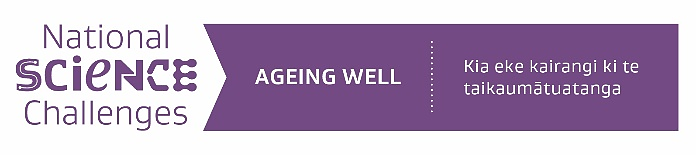 National
SCIENCE
Challenges
AGEING WELL
Kia eke kairangi ki te
taikaumātuatanga